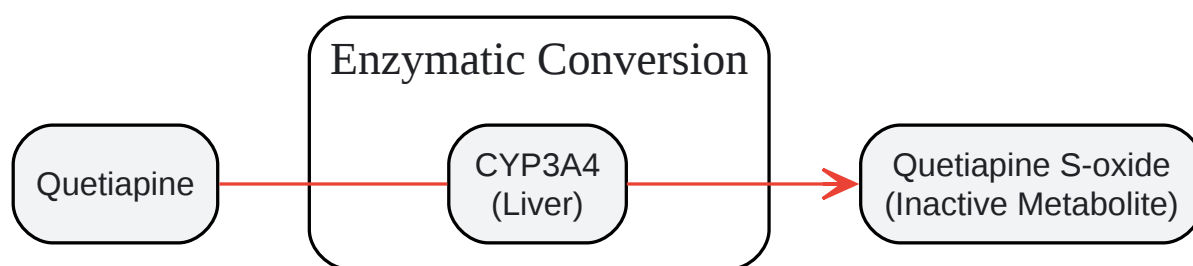 Enzymatic Conversion
Quetiapine
CYP3A4
(Liver)
Quetiapine S-oxide
(Inactive Metabolite)